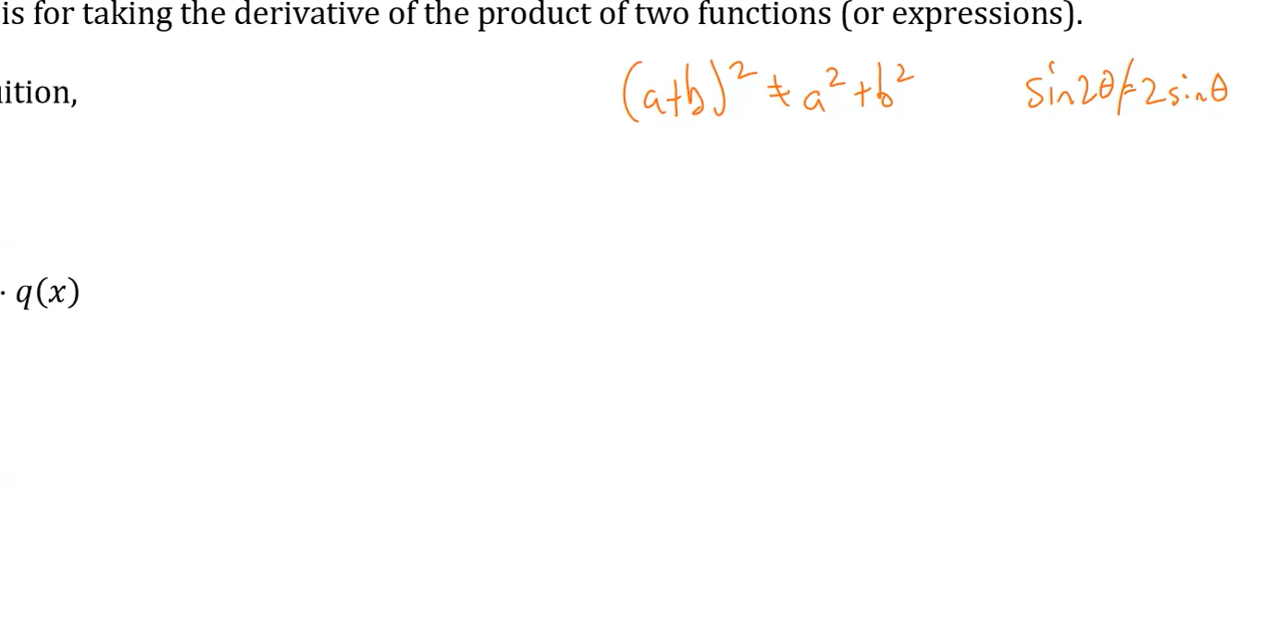 is for taking the derivative of the product of two functions (or expressions).
ition, (a+b)² ≠ a² + b² sin2θ ≠ 2sinθ
· q(x)